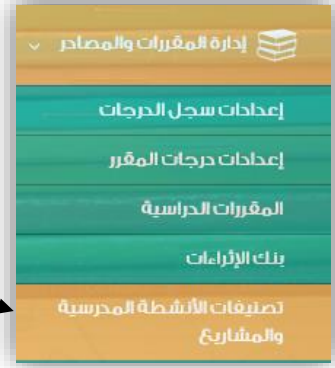 إدارة المقررات والمصادر
إعدادات سجل الدرجات
إعدادات درجات المقرر
المقررات الدراسية
بنك الإثراءات
تصنيفات الأنشطة المدرسية
والمشاريع